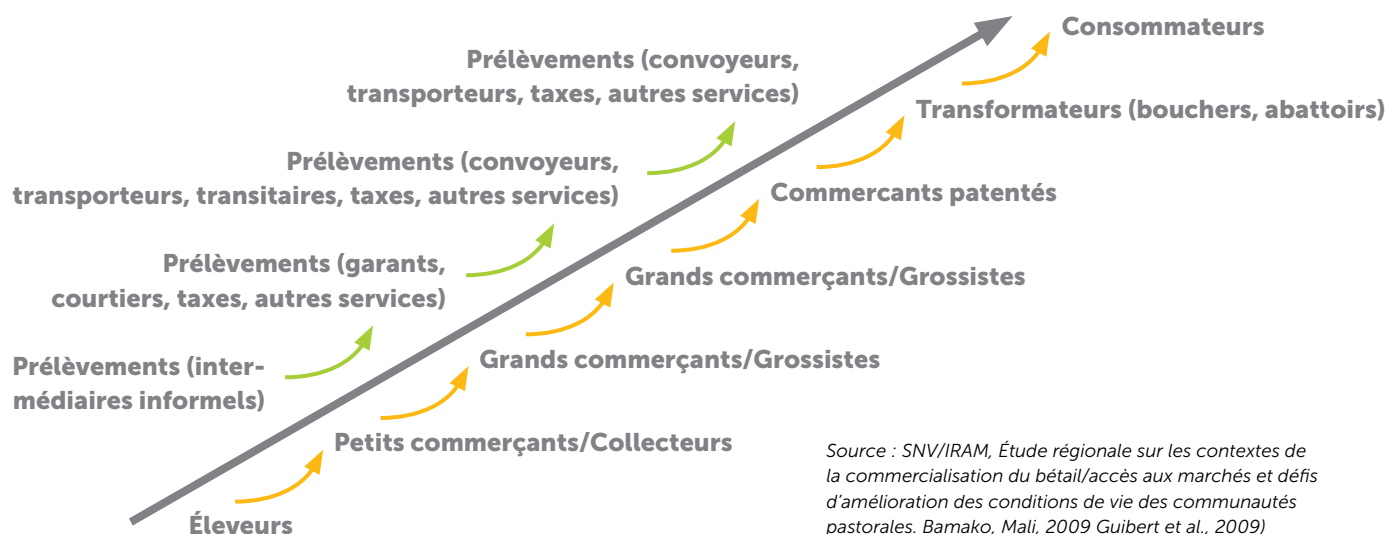 Consommateurs
Prélèvements (convoyeurs,
transporteurs, taxes, autres services)
Transformateurs (bouchers, abattoirs)
Prélèvements (convoyeurs,
transporteurs, transitaires, taxes, autres services)
Commercants patentés
Prélèvements (garants,
courtiers, taxes, autres services)
Grands commerçants/Grossistes
Prélèvements (inter-
médiaires informels)
Grands commerçants/Grossistes
Petits commerçants/Collecteurs
Éleveurs
Source : SNV/IRAM, Étude régionale sur les contextes de
la commercialisation du bétail/accès aux marchés et défis
d’amélioration des conditions de vie des communautés
pastorales. Bamako, Mali, 2009 Guibert et al., 2009)